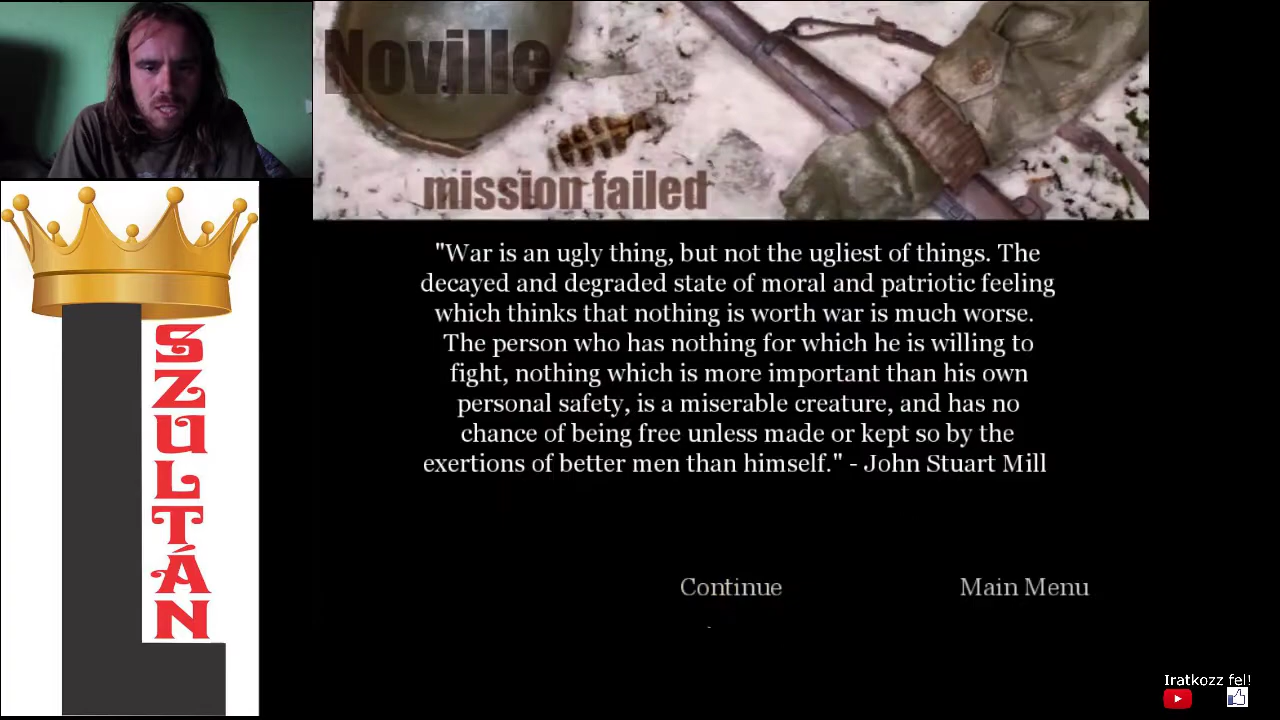 Noville
mission failed
SZULTÁN
"War is an ugly thing, but not the ugliest of things. The
decayed and degraded state of moral and patriotic feeling
which thinks that nothing is worth war is much worse.
The person who has nothing for which he is willing to
fight, nothing which is more important than his own
personal safety, is a miserable creature, and has no
chance of being free unless made or kept so by the
exertions of better men than himself." - John Stuart Mill
Continue
Main Menu
Iratkozz fel!